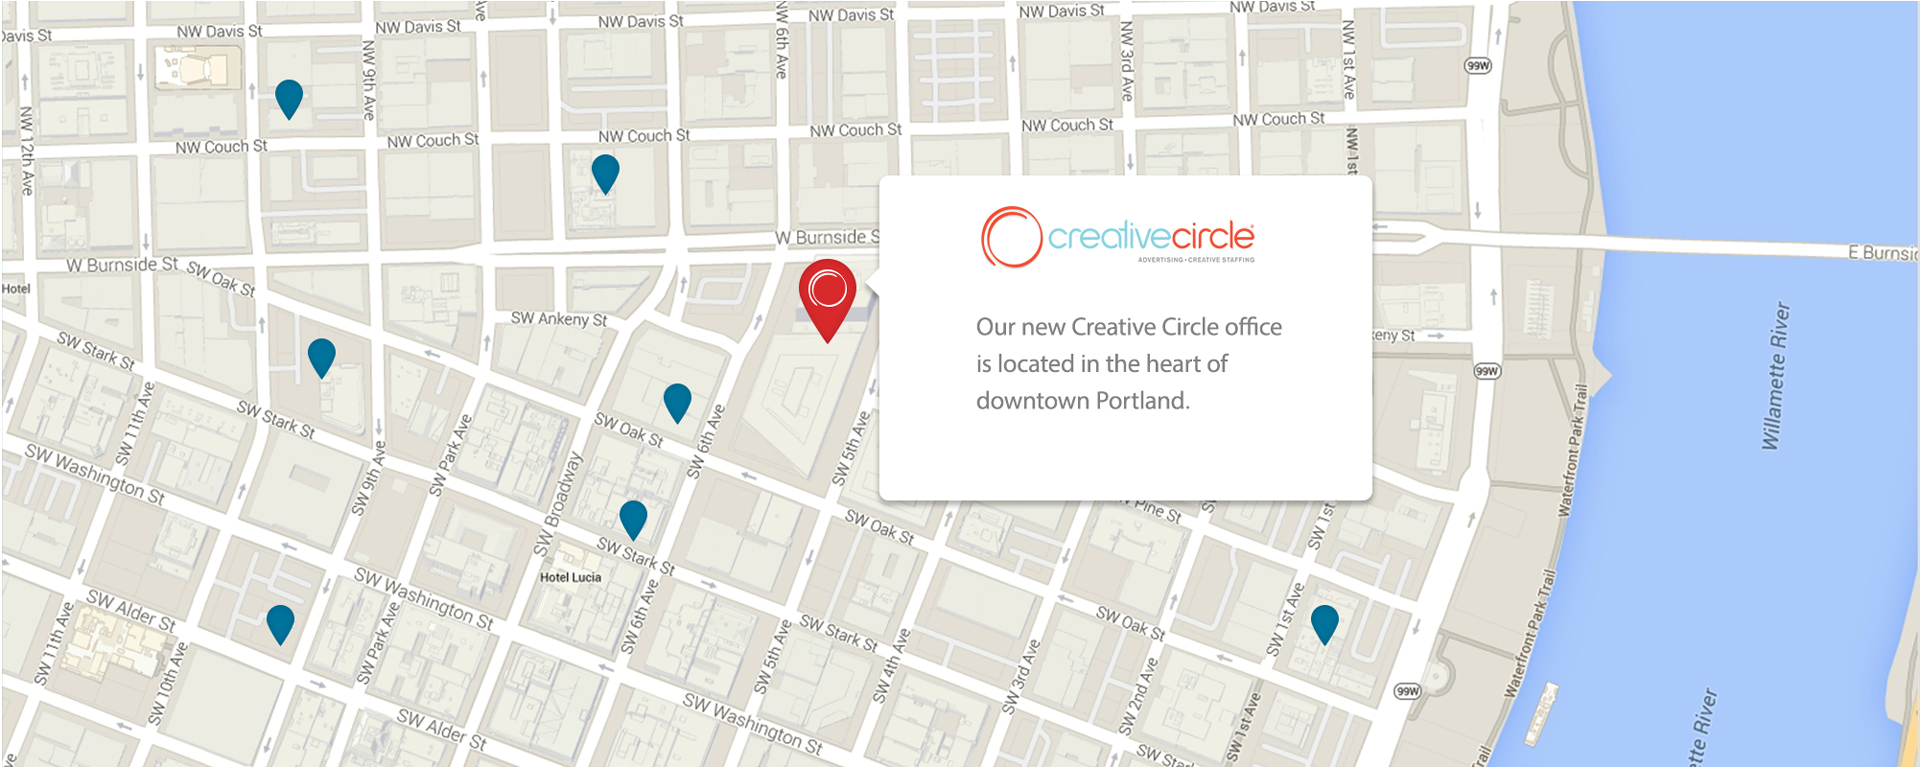 NW Davis St
NW Davis St
NW Davis St
NW Davis St
NW Davis St
NW Davis St
Davis St
Ave
NW 6th Ave
NW 9th Ave
NW 3rd Ave
NW 1st Ave
99W
NW 12th Ave
NW Couch St
NW Couch St
NW Couch St
NW Couch St
NW Couch St
NW Couch St
NW 1st
W Burnside S
W Burnside St
E Burnsid
creativecircle
ADVERTISING • CREATIVE STAFFING
Our new Creative Circle office
is located in the heart of
downtown Portland.
Hotel
SW Oak St
SW Ankeny St
keny St
99W
SW Stark St
SW Stark St
SW 11th Ave
SW Washington St
SW 9th Ave
SW Park Ave
SW Broadway
SW Oak St
SW 6th Ave
SW 5th Ave
Willamette River
Waterfront Park Trail
SW Oak St
W Pine St
SW 1st
SW Stark St
Hotel Lucia
SW Washington St
SW Alder St
SW 11th Ave
SW 10th Ave
SW Park Ave
SW 6th Ave
SW 5th Ave
SW Stark St
SW 4th Ave
SW 3rd Ave
SW Oak St
SW 2nd Ave
SW 1st Ave
SW 1st Ave
Waterfront Park Trail
99W
SW Alder St
SW Washington St
SW Sta
ette River
rail